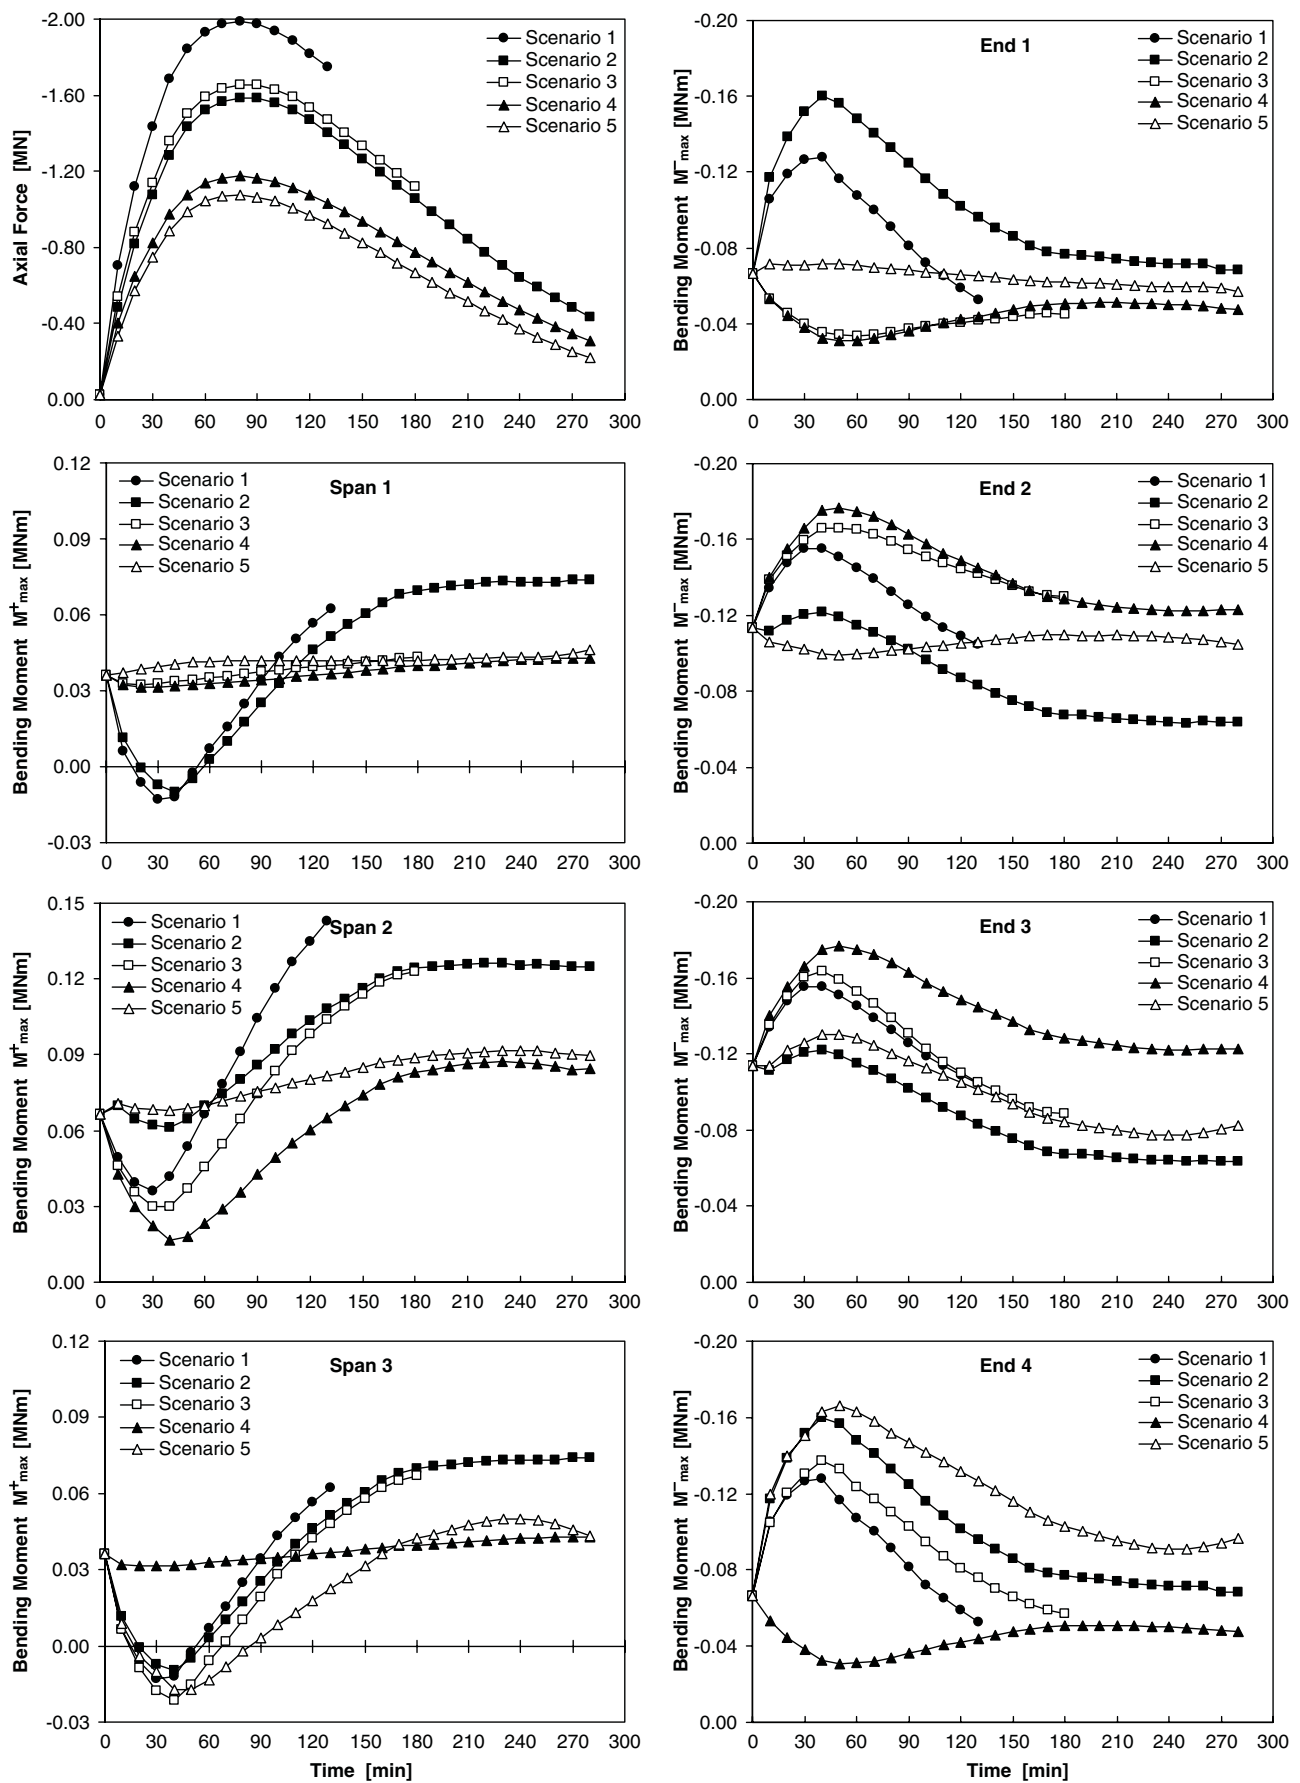 -2.00
-1.60
-1.20
-0.80
-0.40
0.00
Axial Force [MN]
Scenario 1
Scenario 2
Scenario 3
Scenario 4
Scenario 5
0 30 60 90 120 150 180 210 240 270 300
-0.20
-0.16
-0.12
-0.08
-0.04
0.00
Bending Moment M⁻max [MNm]
End 1
Scenario 1
Scenario 2
Scenario 3
Scenario 4
Scenario 5
0 30 60 90 120 150 180 210 240 270 300
0.12
0.09
0.06
0.03
0.00
-0.03
Bending Moment M⁺max [MNm]
Span 1
Scenario 1
Scenario 2
Scenario 3
Scenario 4
Scenario 5
0 30 60 90 120 150 180 210 240 270 300
-0.20
-0.16
-0.12
-0.08
-0.04
0.00
Bending Moment M⁻max [MNm]
End 2
Scenario 1
Scenario 2
Scenario 3
Scenario 4
Scenario 5
0 30 60 90 120 150 180 210 240 270 300
0.15
0.12
0.09
0.06
0.03
0.00
Bending Moment M⁺max [MNm]
Span 2
Scenario 1
Scenario 2
Scenario 3
Scenario 4
Scenario 5
0 30 60 90 120 150 180 210 240 270 300
-0.20
-0.16
-0.12
-0.08
-0.04
0.00
Bending Moment M⁻max [MNm]
End 3
Scenario 1
Scenario 2
Scenario 3
Scenario 4
Scenario 5
0 30 60 90 120 150 180 210 240 270 300
0.12
0.09
0.06
0.03
0.00
-0.03
Bending Moment M⁺max [MNm]
Span 3
Scenario 1
Scenario 2
Scenario 3
Scenario 4
Scenario 5
0 30 60 90 120 150 180 210 240 270 300
Time [min]
-0.20
-0.16
-0.12
-0.08
-0.04
0.00
Bending Moment M⁻max [MNm]
End 4
Scenario 1
Scenario 2
Scenario 3
Scenario 4
Scenario 5
0 30 60 90 120 150 180 210 240 270 300
Time [min]